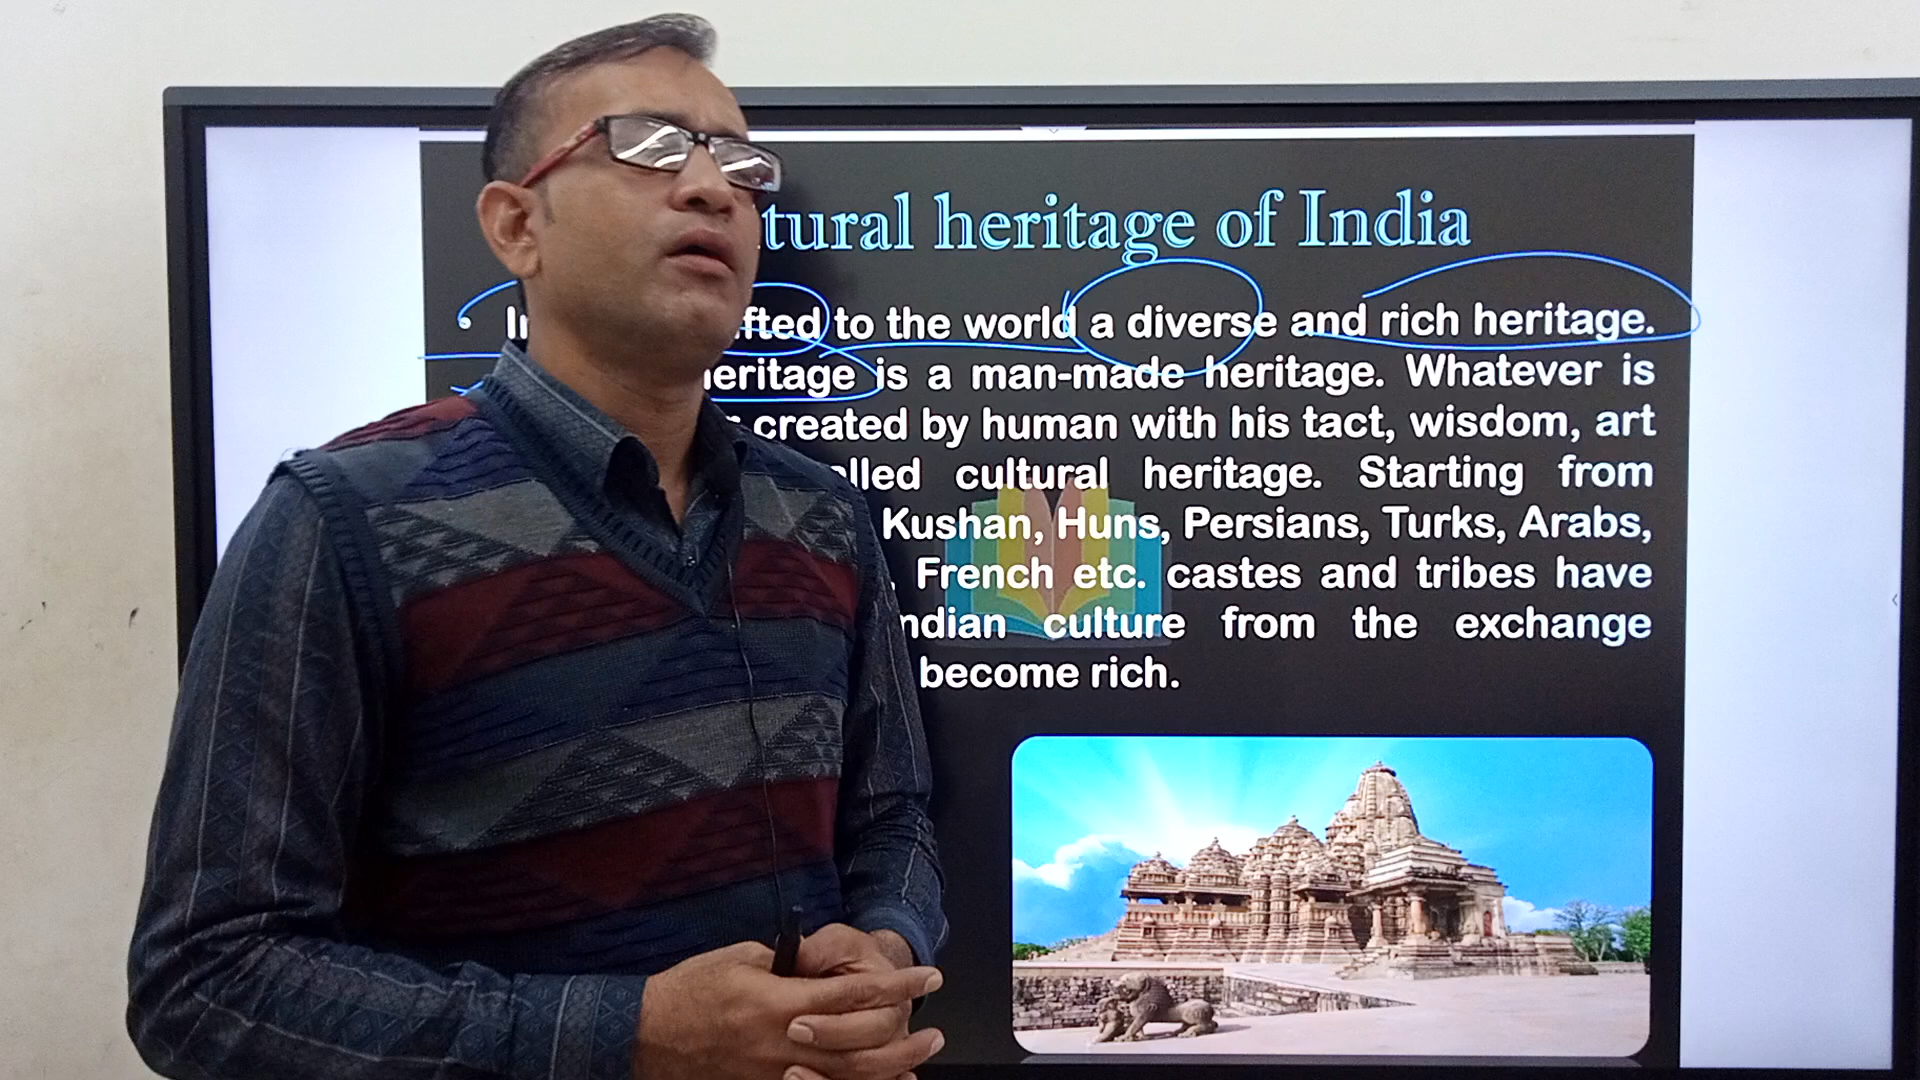 tural heritage of India
fted to the world a diverse and rich heritage.
heritage is a man-made heritage. Whatever is
created by human with his tact, wisdom, art
alled cultural heritage. Starting from
Kushan, Huns, Persians, Turks, Arabs,
French etc. castes and tribes have
ndian culture from the exchange
become rich.